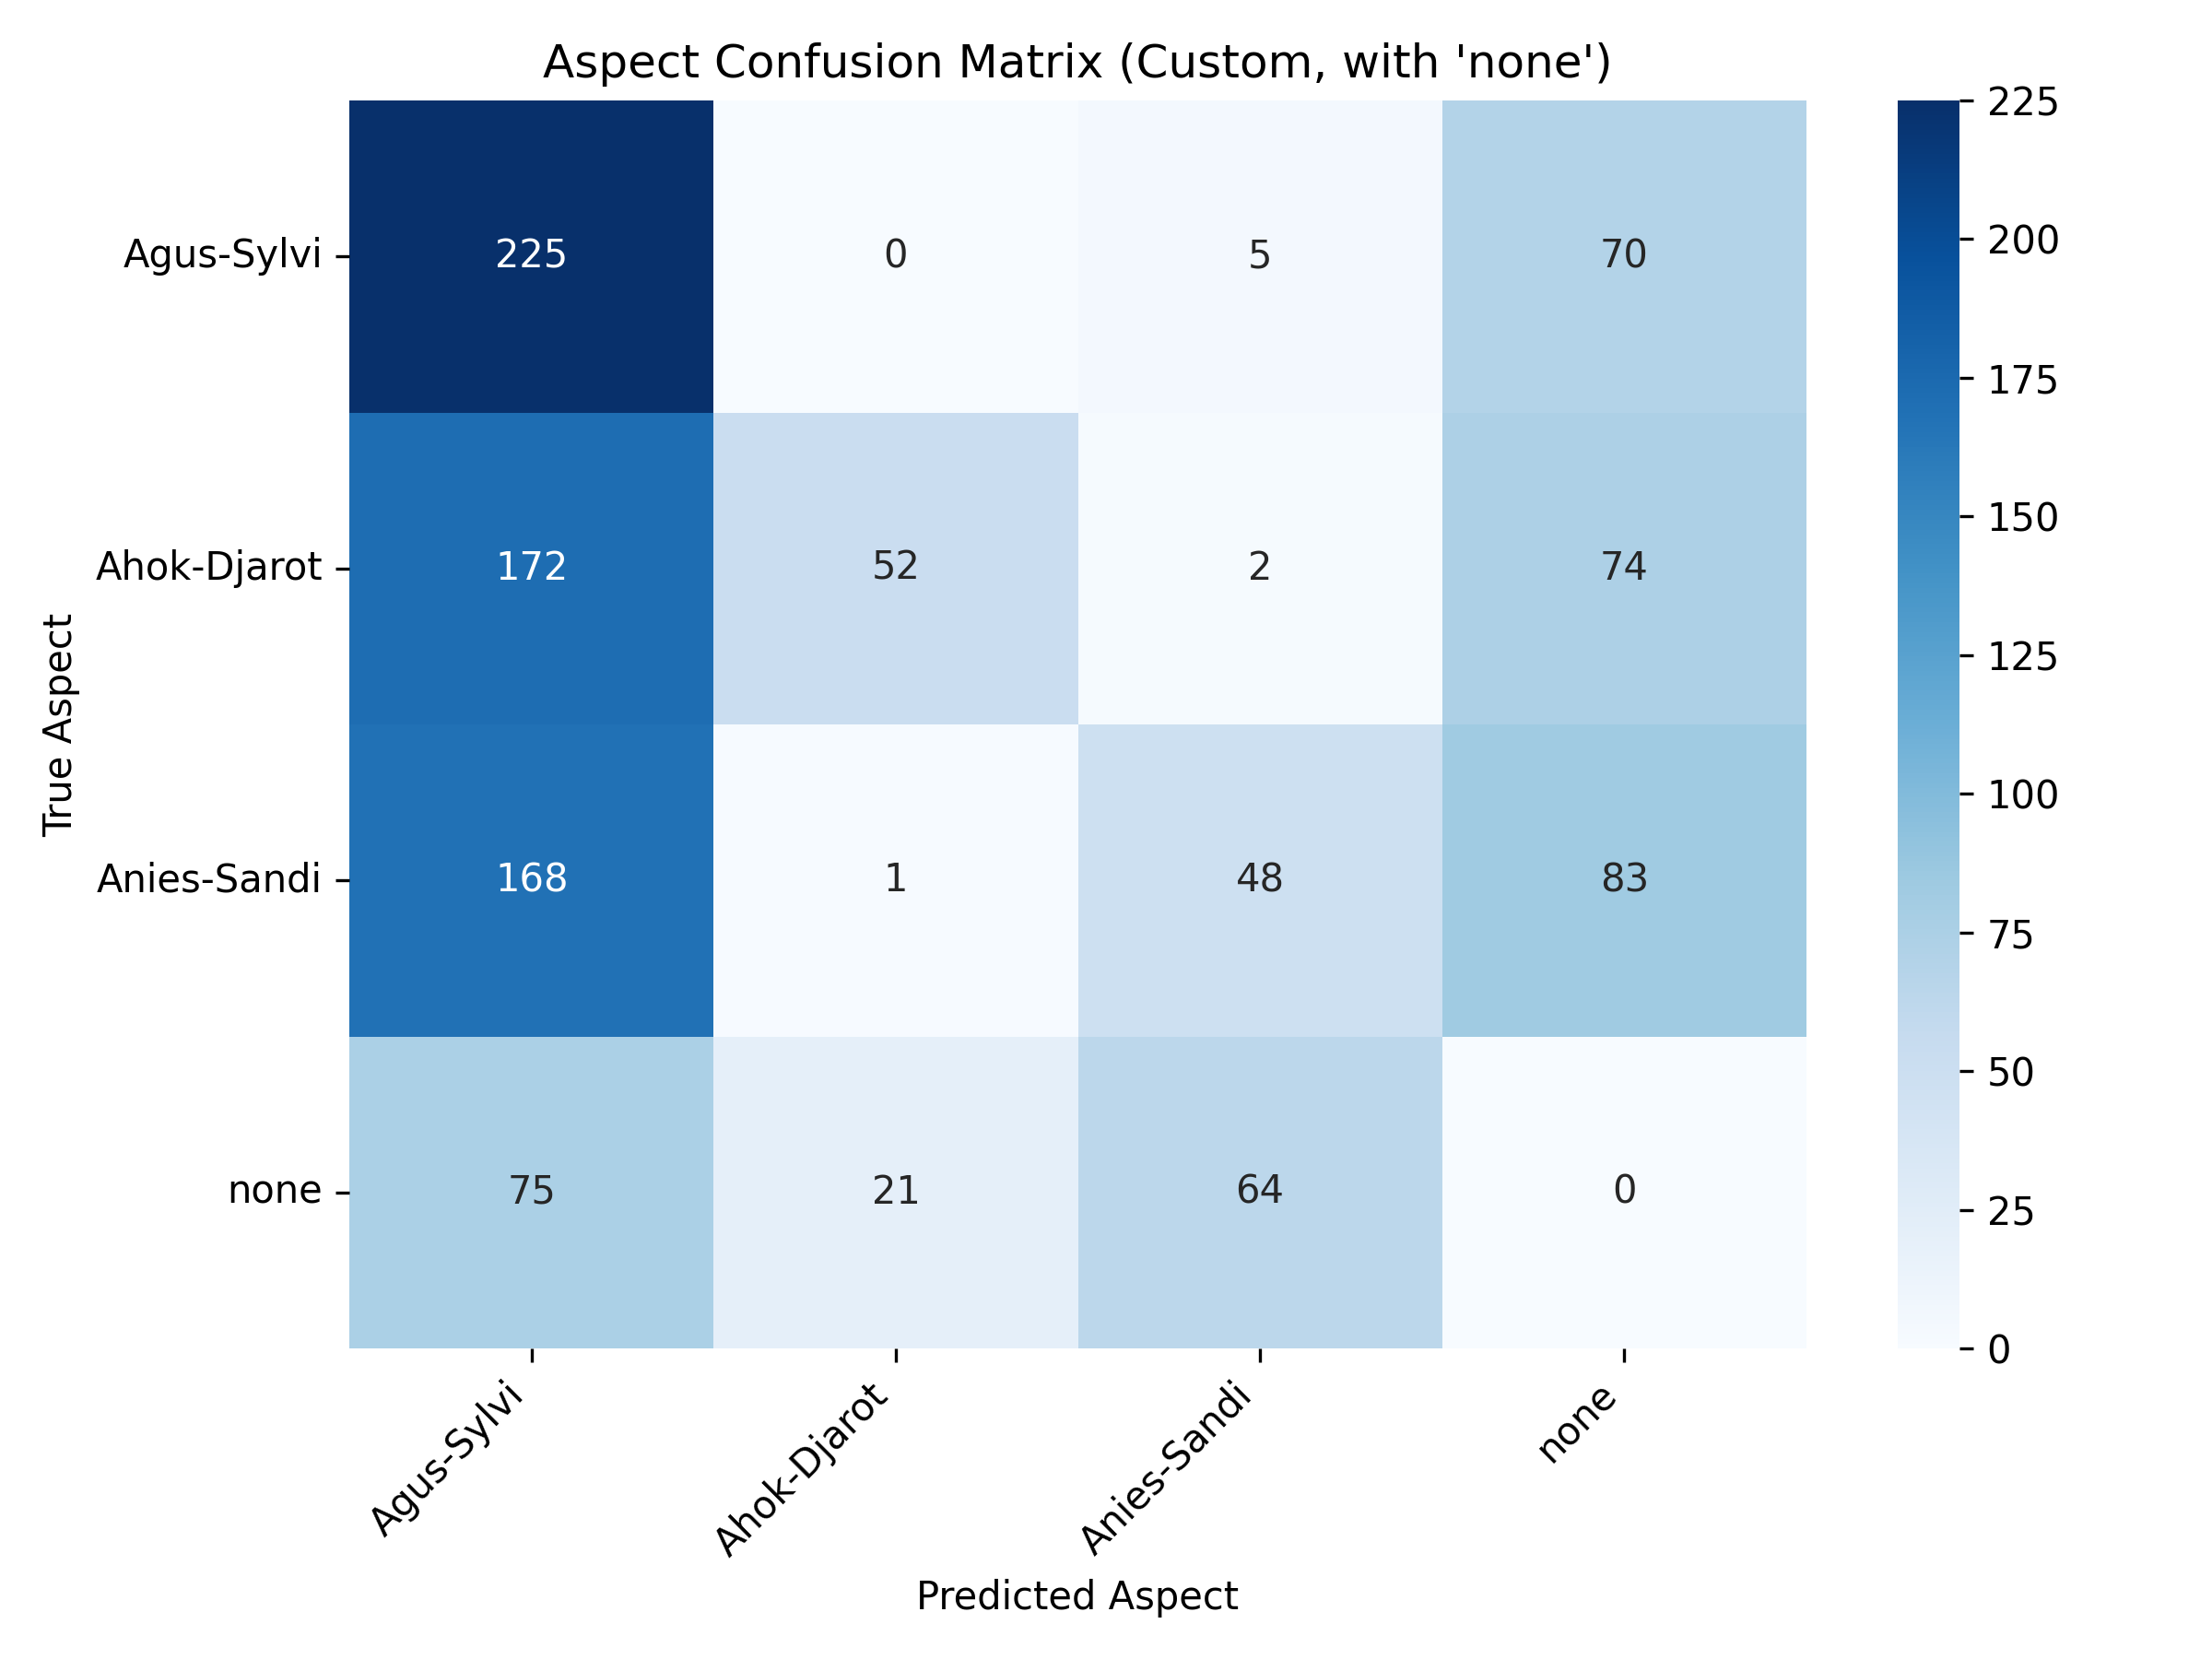 Aspect Confusion Matrix (Custom, with 'none')
225
Agus-Sylvi 225 0 5 70
200
175
Ahok-Djarot 172 52 2 74
150
125
True Aspect
100
Anies-Sandi 168 1 48 83
75
50
none 75 21 64 0
25
0
Agus-Sylvi Ahok-Djarot Anies-Sandi none
Predicted Aspect